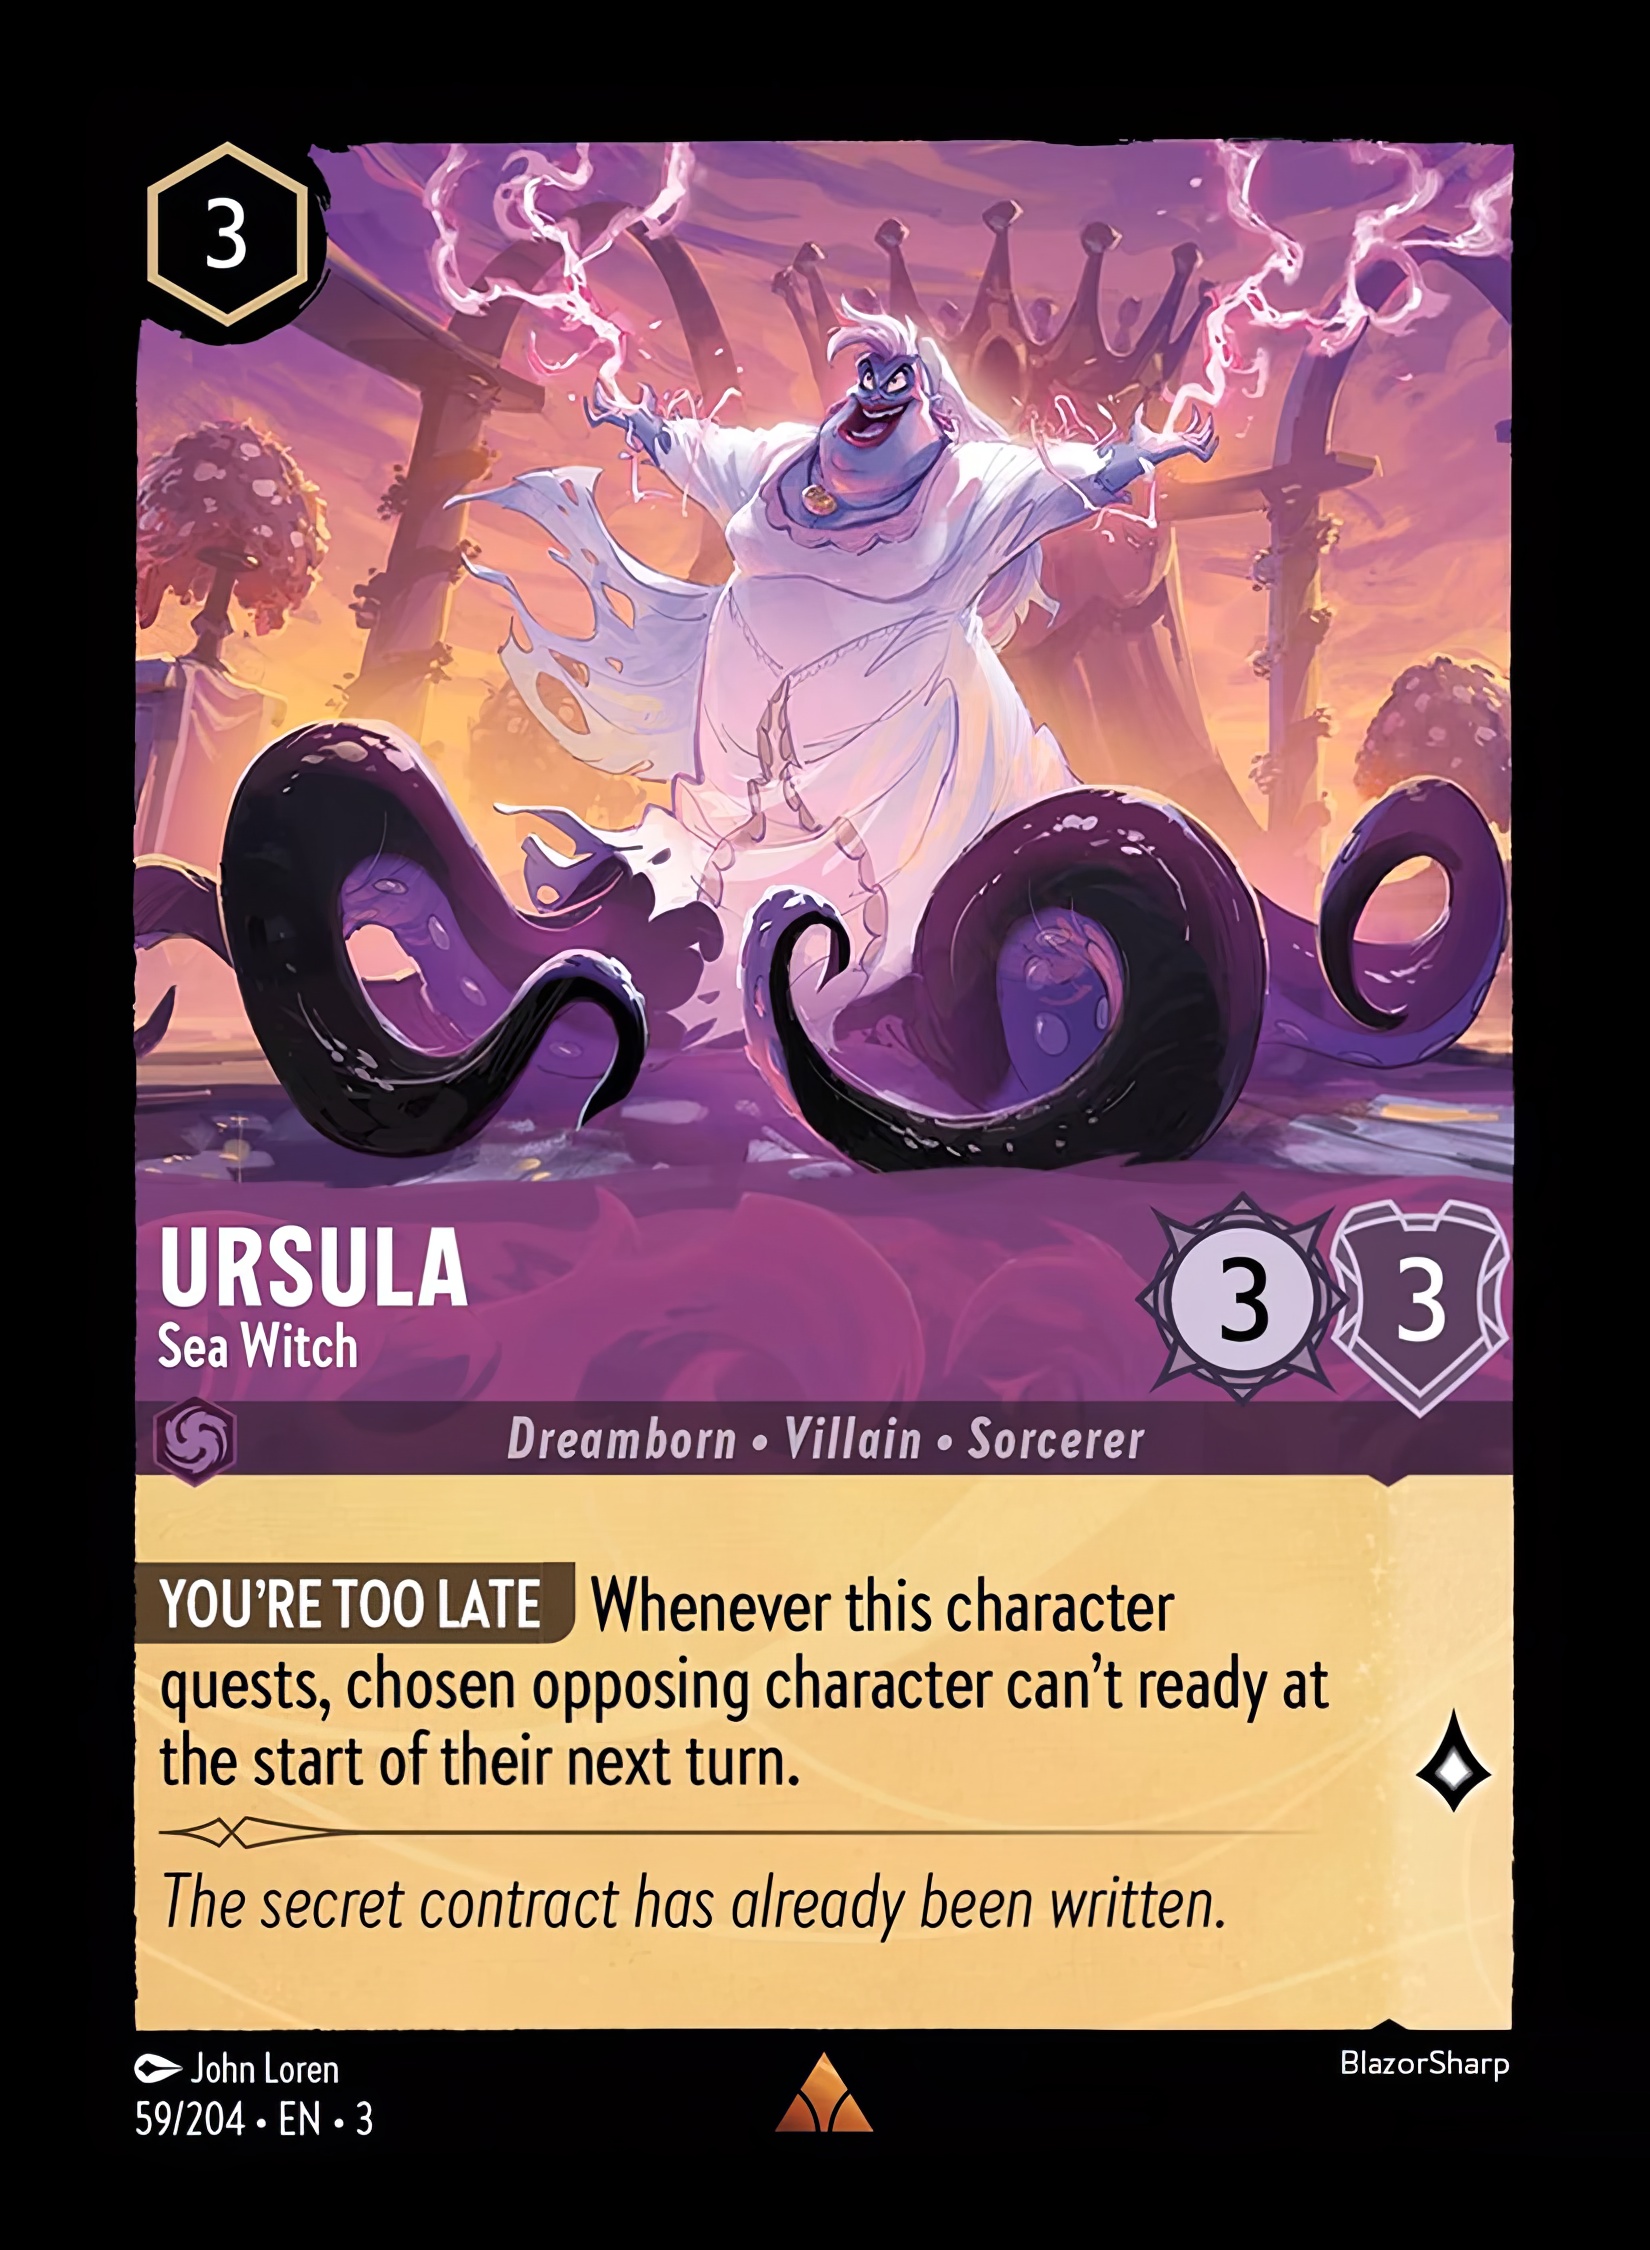 3
URSULA
Sea Witch
3 3
Dreamborn • Villain • Sorcerer
YOU'RE TOO LATE Whenever this character
quests, chosen opposing character can't ready at
the start of their next turn.
The secret contract has already been written.
John Loren
59/204 • EN • 3
BlazorSharp